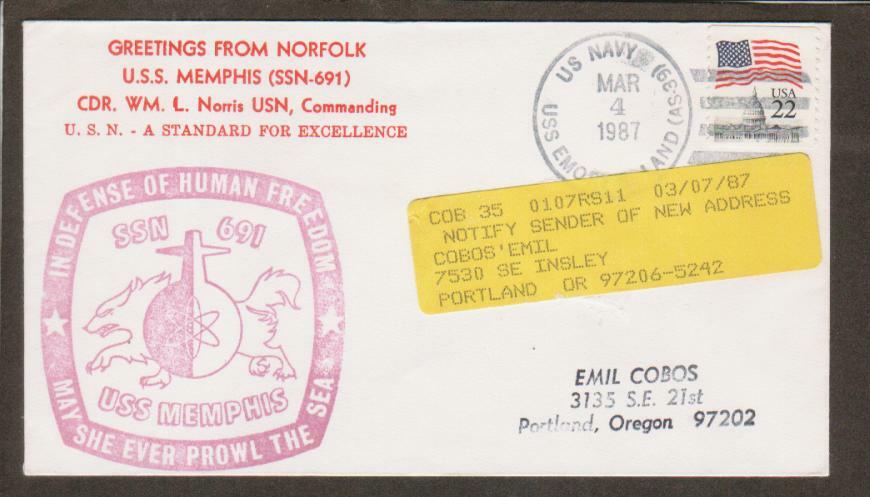 GREETINGS FROM NORFOLK
U.S.S. MEMPHIS (SSN-691)
CDR. WM. L. Norris USN, Commanding
U. S. N. - A STANDARD FOR EXCELLENCE
US NAVY
USS EMO LAND (AS-39)
MAR
4
1987
USA
22
COB 35 0107RS11 03/07/87
NOTIFY SENDER OF NEW ADDRESS
COBOS'EMIL
7530 SE INSLEY
PORTLAND OR 97206-5242
IN DEFENSE OF HUMAN FREEDOM
SSN 691
USS MEMPHIS
MAY SHE EVER PROWL THE SEA
EMIL COBOS
3135 S.E. 21st
Portland, Oregon 97202